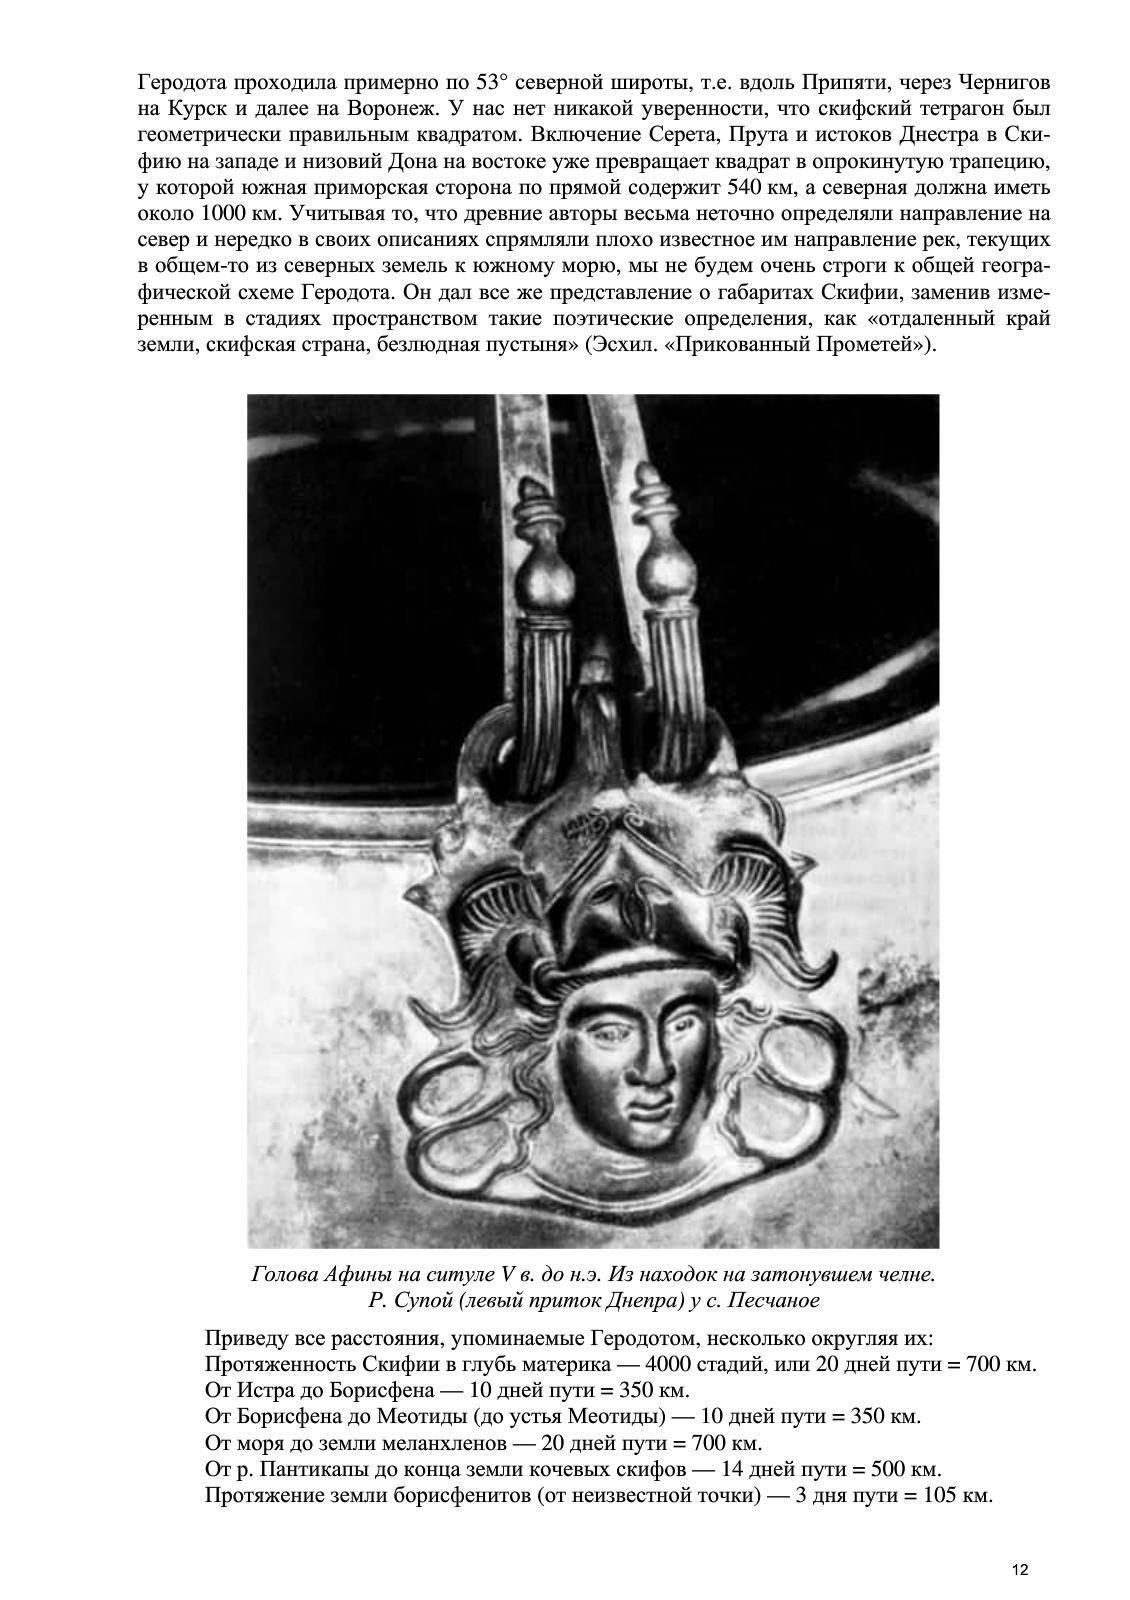 Геродота проходила примерно по 53° северной широты, т.е. вдоль Припяти, через Чернигов
на Курск и далее на Воронеж. У нас нет никакой уверенности, что скифский тетрагон был
геометрически правильным квадратом. Включение Серета, Прута и истоков Днестра в Ски-
фию на западе и низовий Дона на востоке уже превращает квадрат в опрокинутую трапецию,
у которой южная приморская сторона по прямой содержит 540 км, а северная должна иметь
около 1000 км. Учитывая то, что древние авторы весьма неточно определяли направление на
север и нередко в своих описаниях спрямляли плохо известное им направление рек, текущих
в общем-то из северных земель к южному морю, мы не будем очень строги к общей геогра-
фической схеме Геродота. Он дал все же представление о габаритах Скифии, заменив изме-
ренным в стадиях пространством такие поэтические определения, как «отдаленный край
земли, скифская страна, безлюдная пустыня» (Эсхил. «Прикованный Прометей»).
Голова Афины на ситуле V в. до н.э. Из находок на затонувшем челне.
Р. Супой (левый приток Днепра) у с. Песчаное
Приведу все расстояния, упоминаемые Геродотом, несколько округляя их:
Протяженность Скифии в глубь материка — 4000 стадий, или 20 дней пути = 700 км.
От Истра до Борисфена — 10 дней пути = 350 км.
От Борисфена до Меотиды (до устья Меотиды) — 10 дней пути = 350 км.
От моря до земли меланхленов — 20 дней пути = 700 км.
От р. Пантикапы до конца земли кочевых скифов — 14 дней пути = 500 км.
Протяжение земли борисфенитов (от неизвестной точки) — 3 дня пути = 105 км.
12